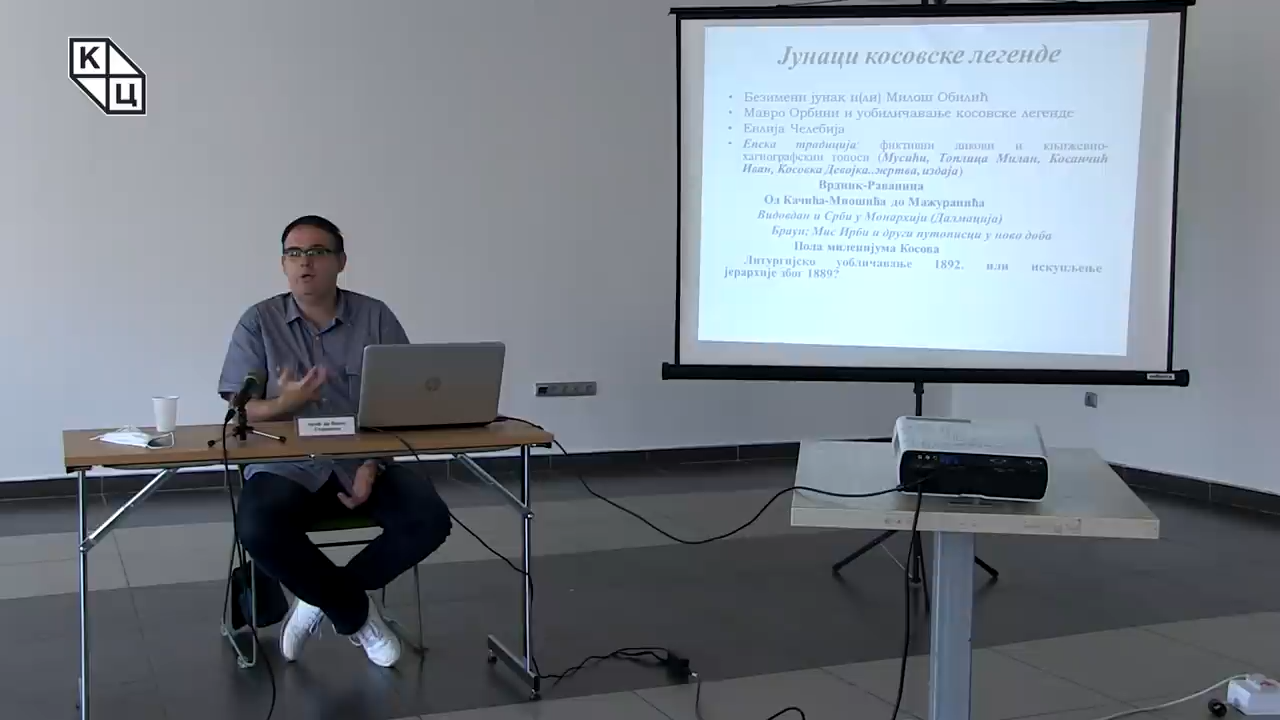 К
Ц
Јунаци косовске легенде
• Безимени јунак и(ли) Милош Обилић
• Мавро Орбини и уобличавање косовске легенде
• Евлија Челебија
• Епска традиција: фиктивни ликови и књижевно-
хагиографски топоси (Мусићи, Топлица Милан, Косанчић
Иван, Косовка Девојка..жртва, издаја)
Врдник-Раваница
Од Качића-Миошића до Мажуранића
Видовдан и Срби у Монархији (Далмација)
Браун; Мис Ирби и други путописци у ново доба
Пола миленијума Косова
Литургијско уобличавање 1892. или искупљење
јерархије због 1889?
проф. др
hp